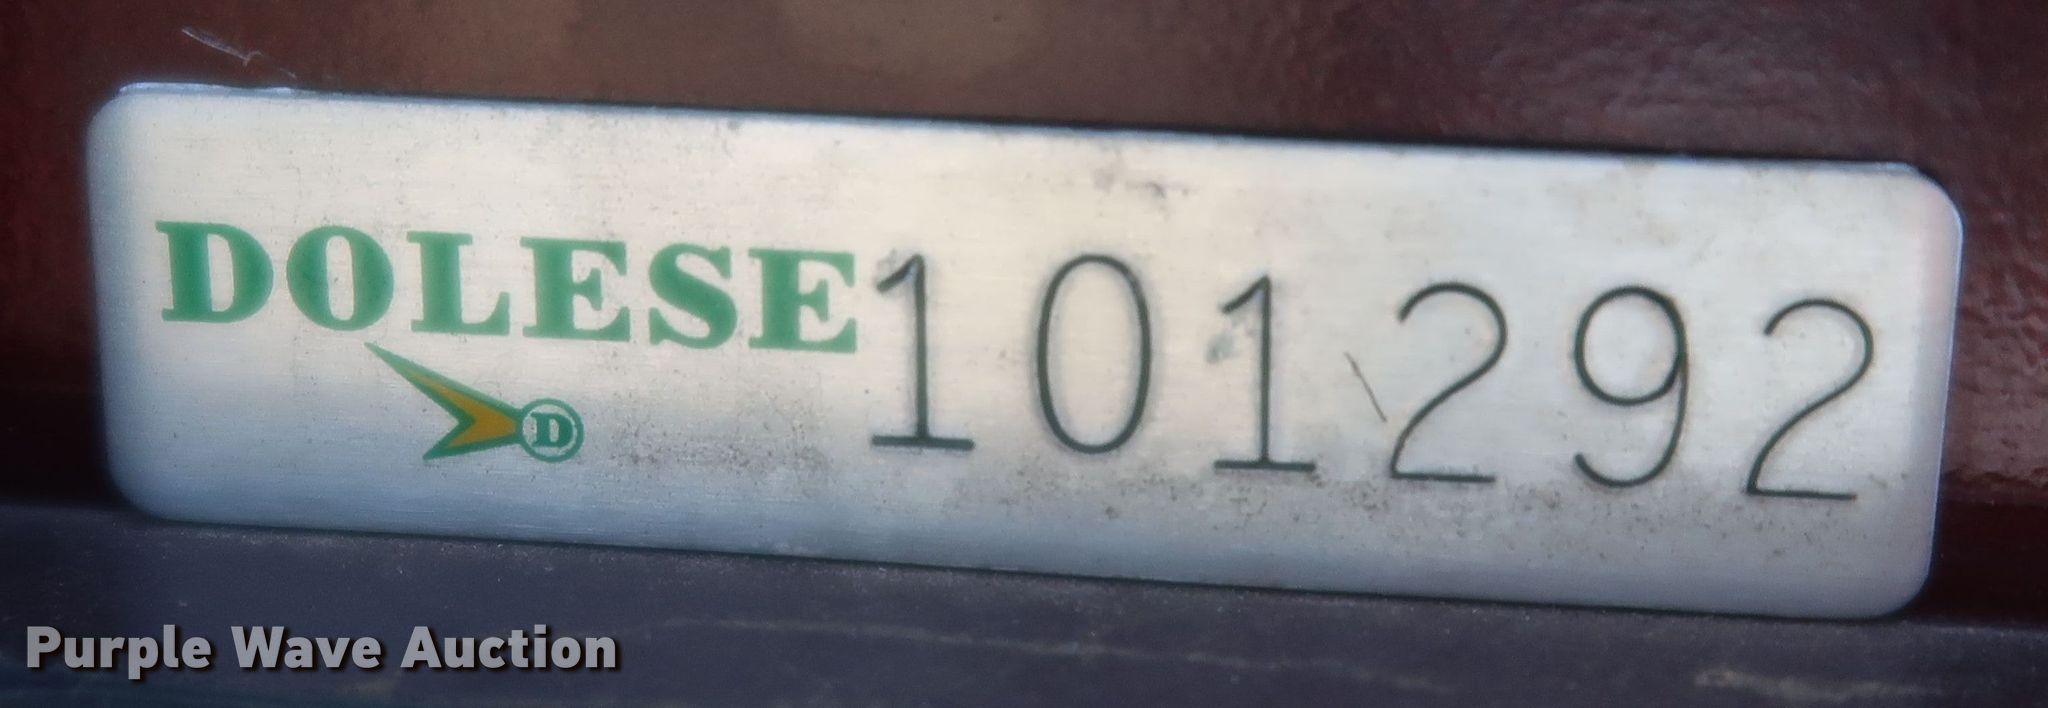 DOLESE 101292
D
Purple Wave Auction